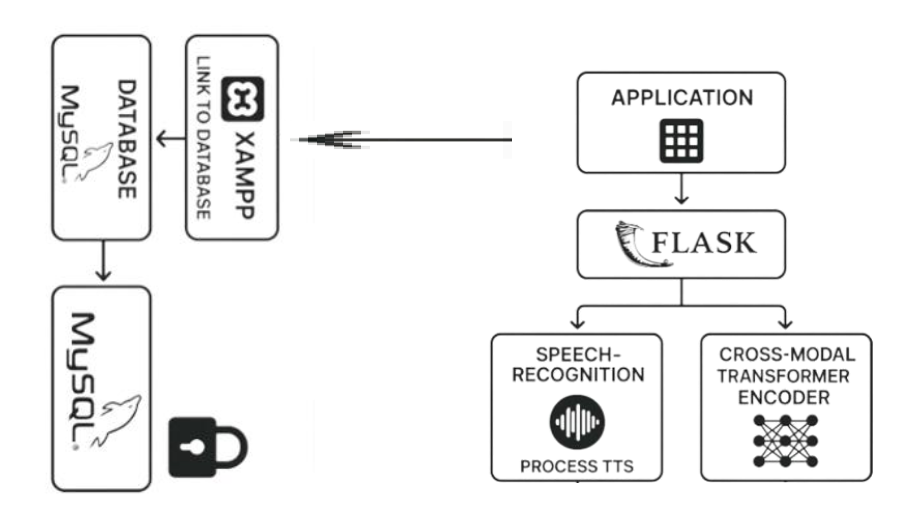 DATABASE
MySQL
XAMPP
LINK TO DATABASE
MySQL
APPLICATION
FLASK
SPEECH-
RECOGNITION
PROCESS TTS
CROSS-MODAL
TRANSFORMER
ENCODER